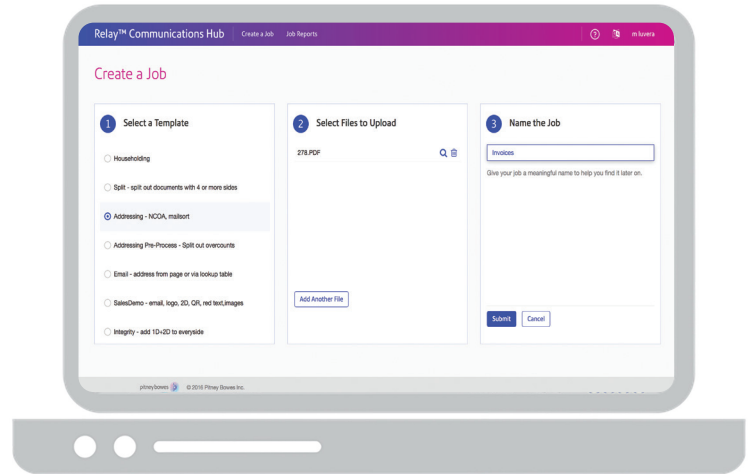 Relay™ Communications Hub
Create a Job
Job Reports
?
m luvera
Create a Job
1 Select a Template
Householding
Split - split out documents with 4 or more sides
Addressing - NCOA, mailsort
Addressing Pre-Process - Split out overcounts
Email - address from page or via lookup table
SalesDemo - email, logo, 2D, QR, red text,images
Integrity - add 1D+2D to everyside
2 Select Files to Upload
278.PDF
Add Another File
3 Name the Job
Invoices
Give your job a meaningful name to help you find it later on.
Submit
Cancel
pitney bowes © 2016 Pitney Bowes Inc.